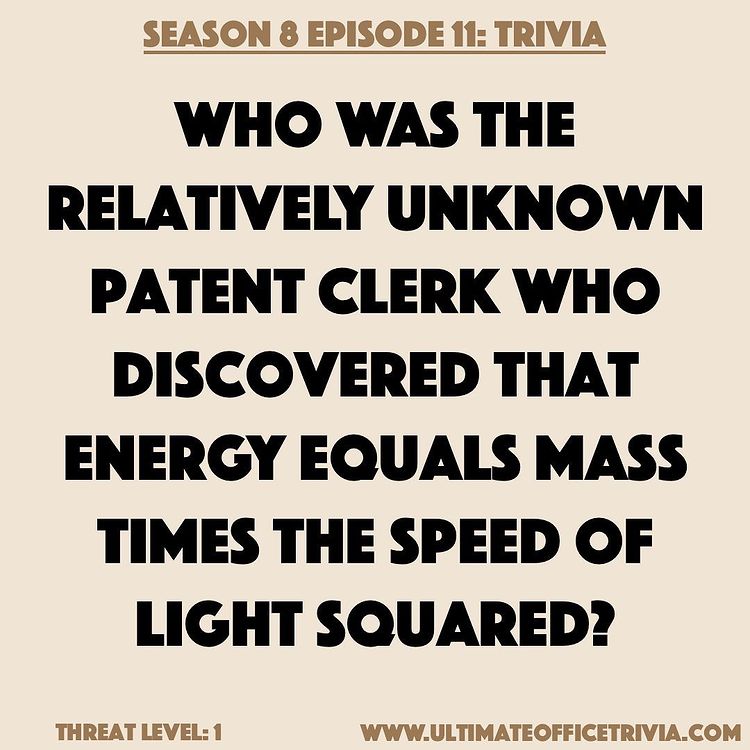 SEASON 8 EPISODE 11: TRIVIA
WHO WAS THE
RELATIVELY UNKNOWN
PATENT CLERK WHO
DISCOVERED THAT
ENERGY EQUALS MASS
TIMES THE SPEED OF
LIGHT SQUARED?
THREAT LEVEL: 1
WWW.ULTIMATEOFFICETRIVIA.COM